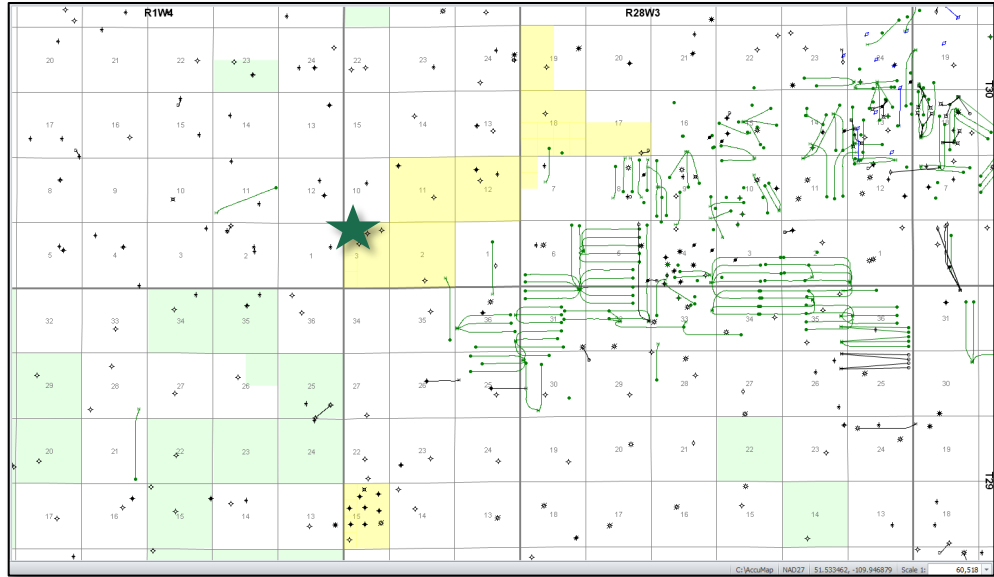 R1W4 R28W3
20 21 22 23 24 22 23 24 19 20 21 22 23 24 19
T30
17 16 15 14 13 15 14 13 18 17 16 15 14 13
8 9 10 11 12 10 11 12 7 8 9 10 11 12 7
5 4 3 2 1 3 2 1 6 5 4 3 2 1
32 33 34 35 36 34 35 36 31 32 33 34 35 36 31
29 28 27 26 25 27 26 25 30 29 28 27 26 25 30
20 21 22 23 24 22 23 24 19 20 21 22 23 24 19
T29
17 16 15 14 13 15 14 13 18 17 16 15 14 13 18
C:\AccuMap NAD27 51.533462, -109.946879 Scale 1: 60,518